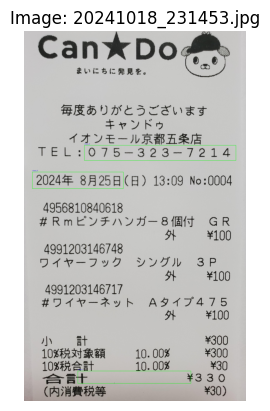 Image: 20241018_231453.jpg
Can★Do
まいにちに発見を。
毎度ありがとうございます
キャンドゥ
イオンモール京都五条店
TEL:075-323-7214
2024年 8月25日(日) 13:09 No:0004
4956810840618
#Rmピンチハンガー8個付 GR
外 ¥100
4991203146748
ワイヤーフック シングル 3P
外 ¥100
4991203146717
#ワイヤーネット Aタイプ475
外 ¥100
小 計 ¥300
10%税対象額 10.00% ¥300
10%税合計 10.00% ¥30
合計 ¥330
(内消費税等 ¥30)